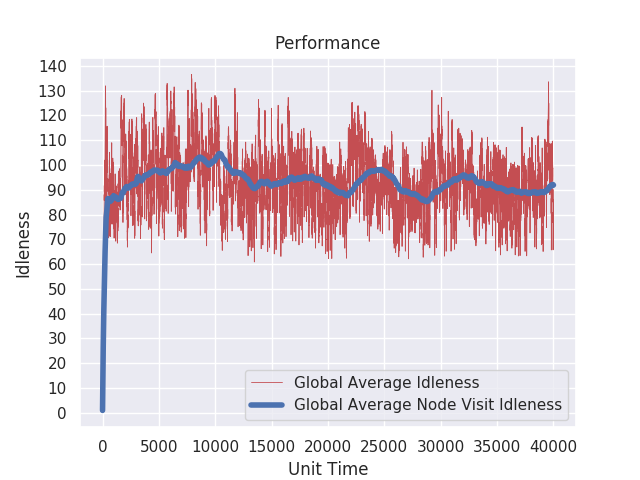 Performance
140
130
120
110
100
90
80
70
60
50
40
30
20
10
0
Idleness
0 5000 10000 15000 20000 25000 30000 35000 40000
Unit Time
Global Average Idleness
Global Average Node Visit Idleness